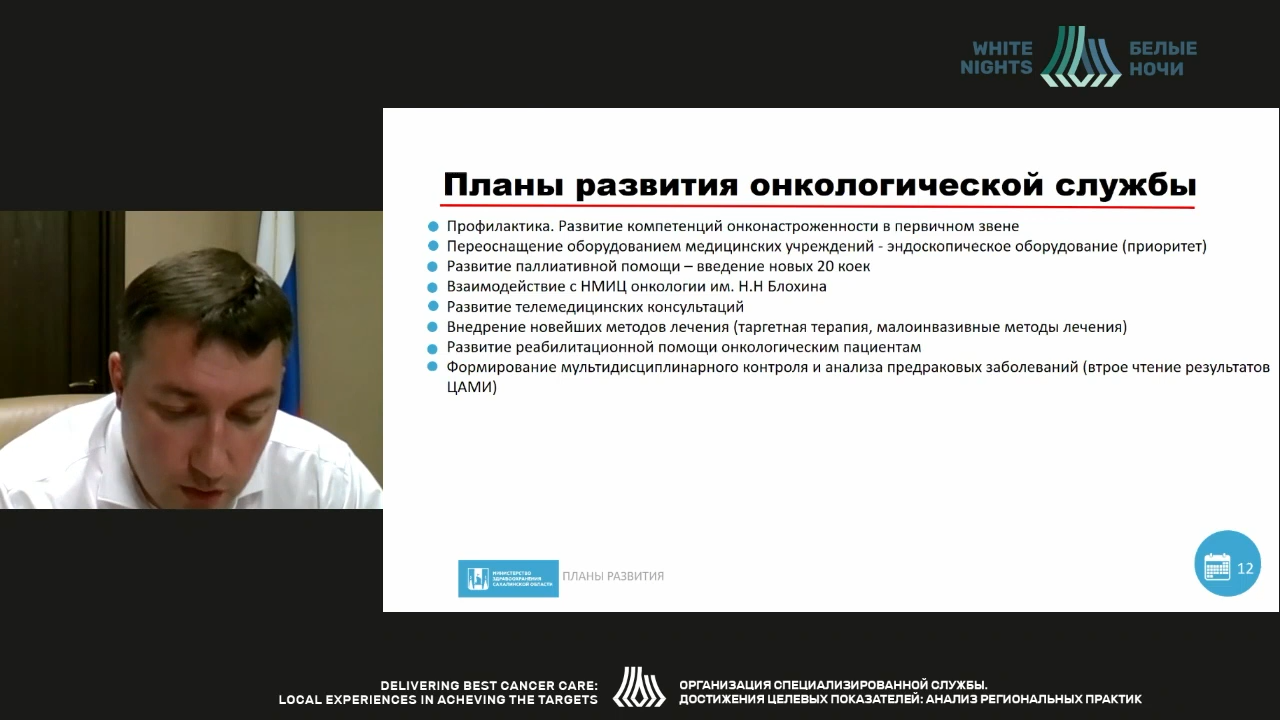 WHITE
NIGHTS
БЕЛЫЕ
НОЧИ
Планы развития онкологической службы
Профилактика. Развитие компетенций онконастроженности в первичном звене
Переоснащение оборудованием медицинских учреждений - эндоскопическое оборудование (приоритет)
Развитие паллиативной помощи – введение новых 20 коек
Взаимодействие с НМИЦ онкологии им. Н.Н Блохина
Развитие телемедицинских консультаций
Внедрение новейших методов лечения (таргетная терапия, малоинвазивные методы лечения)
Развитие реабилитационной помощи онкологическим пациентам
Формирование мультидисциплинарного контроля и анализа предраковых заболеваний (втрое чтение результатов
ЦАМИ)
МИНИСТЕРСТВО
ЗДРАВООХРАНЕНИЯ
САХАЛИНСКОЙ ОБЛАСТИ
ПЛАНЫ РАЗВИТИЯ
12
DELIVERING BEST CANCER CARE:
LOCAL EXPERIENCES IN ACHEVING THE TARGETS
ОРГАНИЗАЦИЯ СПЕЦИАЛИЗИРОВАННОЙ СЛУЖБЫ.
ДОСТИЖЕНИЯ ЦЕЛЕВЫХ ПОКАЗАТЕЛЕЙ: АНАЛИЗ РЕГИОНАЛЬНЫХ ПРАКТИК